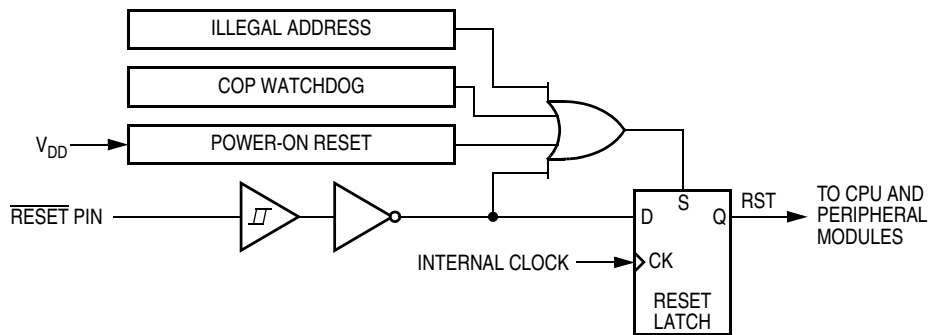 ILLEGAL ADDRESS
COP WATCHDOG
V_DD
POWER-ON RESET
RESET PIN
INTERNAL CLOCK
D
S
Q
CK
RESET
LATCH
RST
TO CPU AND
PERIPHERAL
MODULES